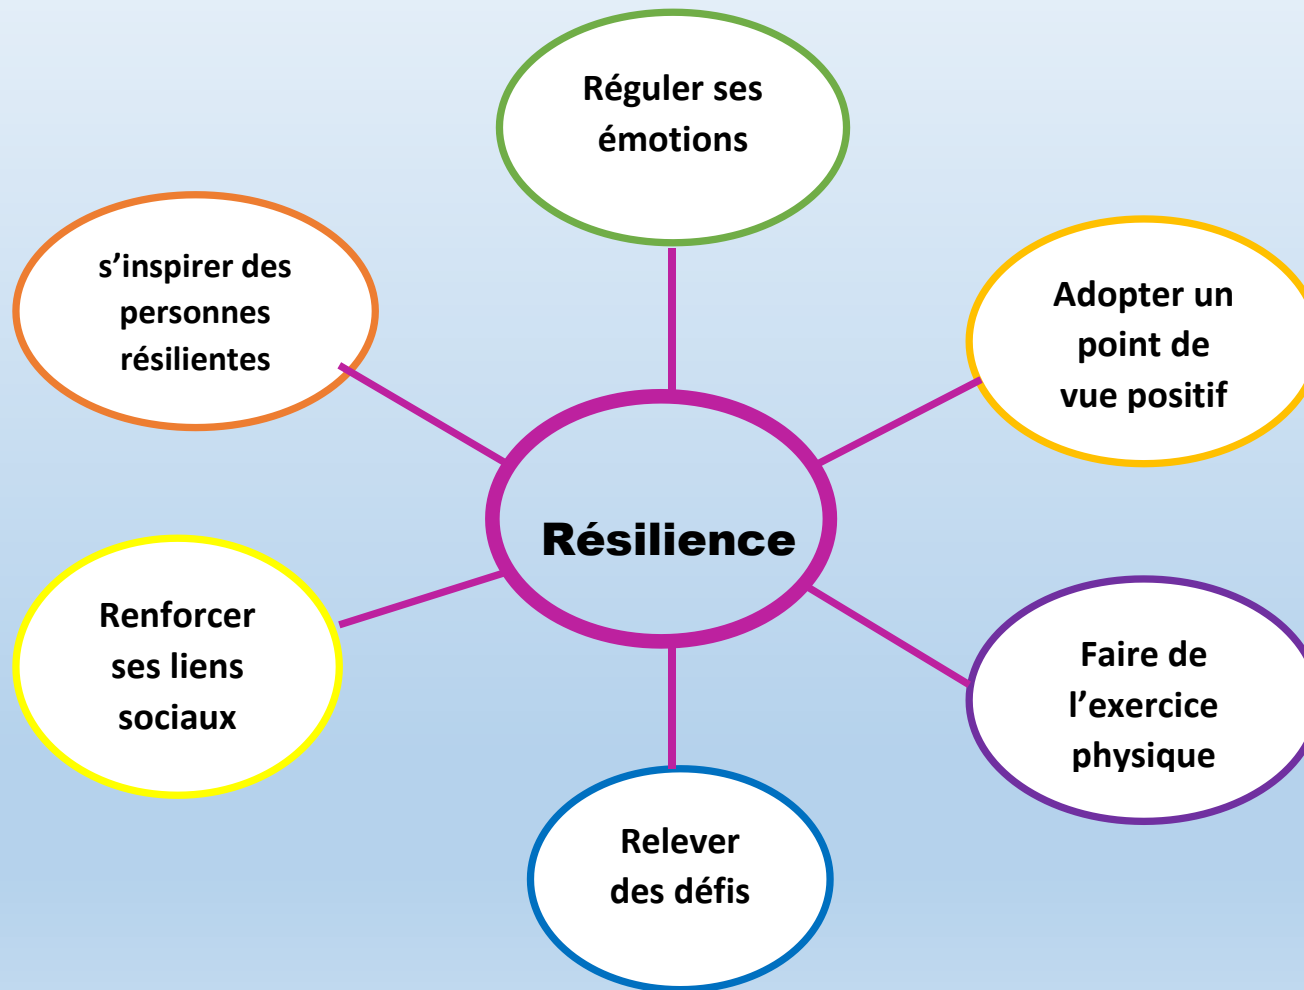 Réguler ses
émotions
s’inspirer des
personnes
résilientes
Adopter un
point de
vue positif
Résilience
Renforcer
ses liens
sociaux
Faire de
l’exercice
physique
Relever
des défis